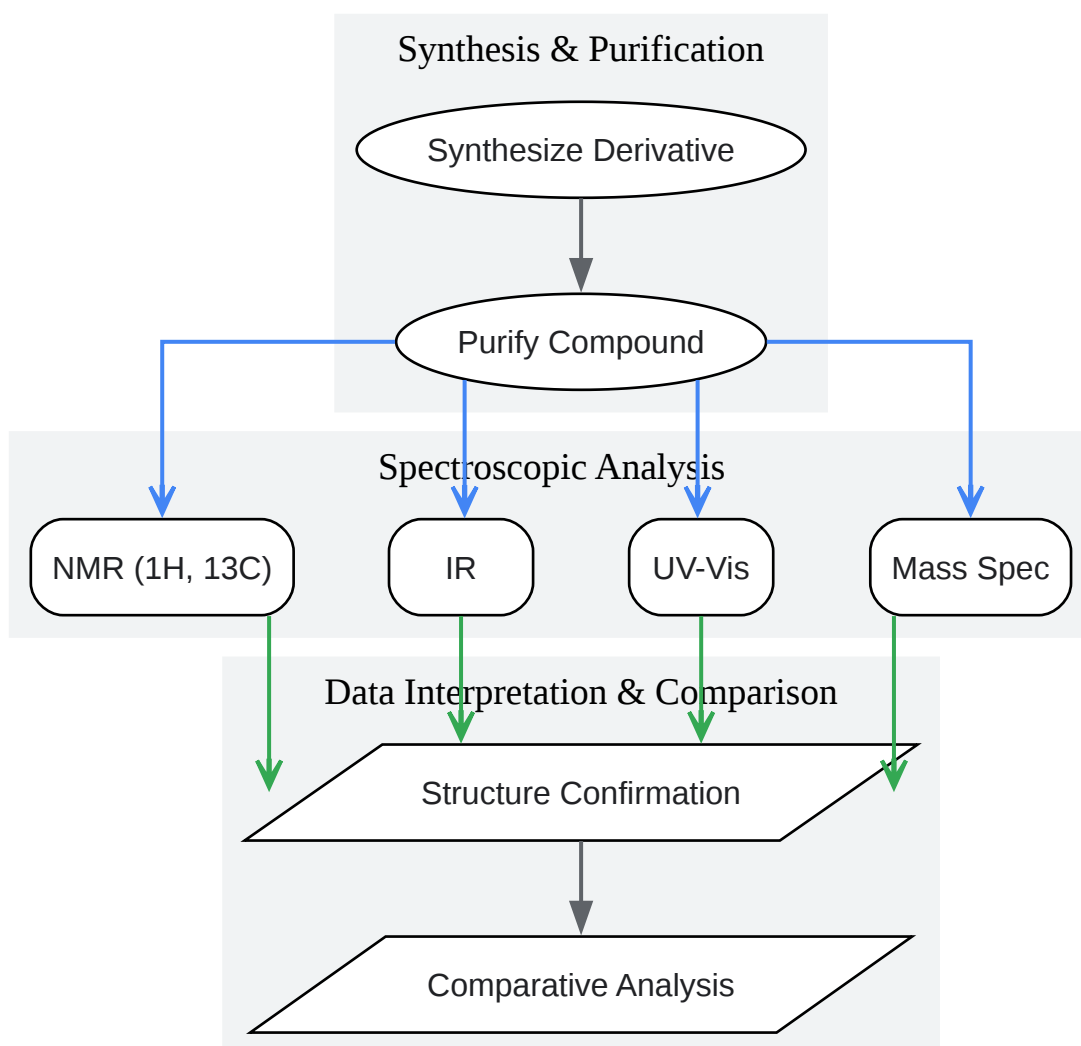 Synthesis & Purification
Synthesize Derivative
Purify Compound
Spectroscopic Analysis
NMR (1H, 13C)
IR
UV-Vis
Mass Spec
Data Interpretation & Comparison
Structure Confirmation
Comparative Analysis